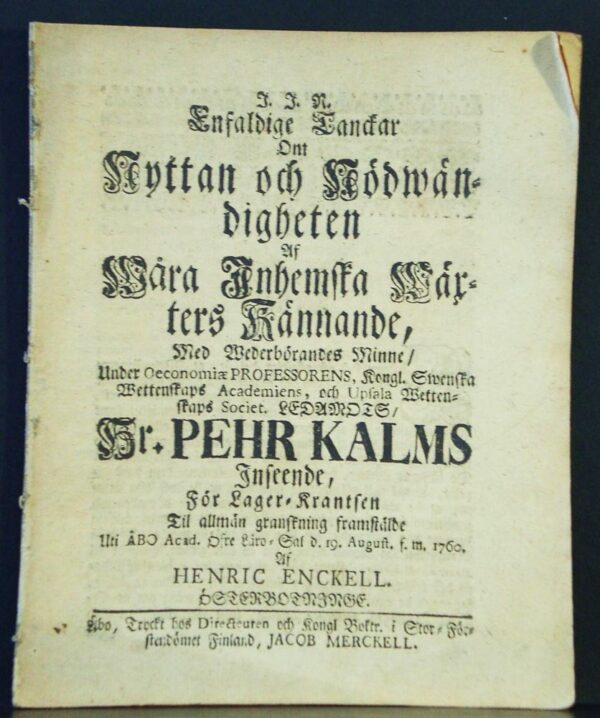 J. J. N.
Enfaldige Tanckar
Om
Nyttan och Nödwän-
digheten
Af
Wåra Inhemska Wäx-
ters Kännande,
Med Wederbörandes Minne/
Under Oeconomiæ PROFESSORENS, Kongl. Swenska
Wettenskaps Academiens, och Upsala Wetten-
skaps Societ. LEDAMOTS/
Hr. PEHR KALMS
Inseende,
För Lager-Krantsen
Til allmän granskning framstälde
Uti ÅBO Acad. Öfre Läro-Sal d. 19. August. f. m. 1760.
Af
HENRIC ENCKELL.
ÖSTERBOTNINGE.
Åbo, Tryckt hos Directeuren och Kongl Boktr. i Stor-För-
stendömet Finland, JACOB MERCKELL.